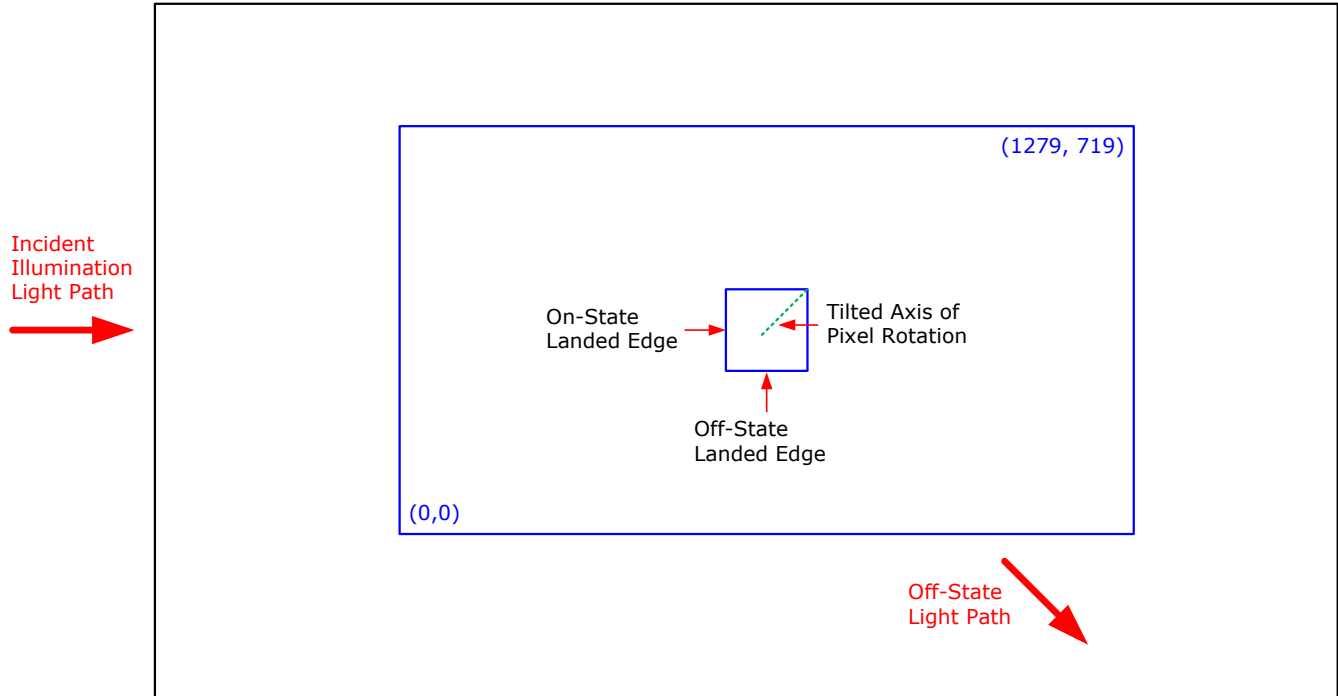 (1279, 719)
Incident
Illumination
Light Path
On-State
Landed Edge
Tilted Axis of
Pixel Rotation
Off-State
Landed Edge
(0,0)
Off-State
Light Path